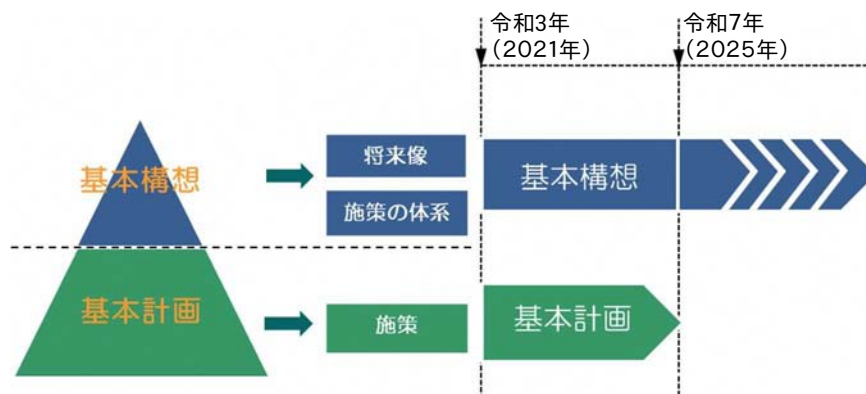 令和3年
（2021年）
令和7年
（2025年）
基本構想
将来像
施策の体系
基本構想
基本計画
施策
基本計画